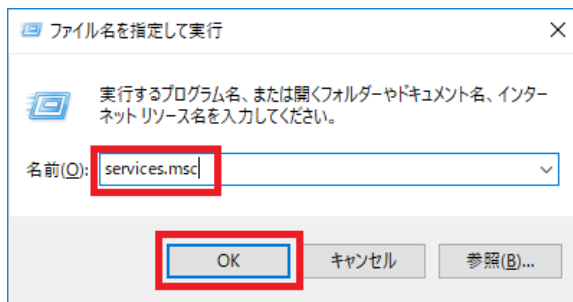 ファイル名を指定して実行
実行するプログラム名、または開くフォルダーやドキュメント名、インター
ネット リソース名を入力してください。
名前(O): services.msc
OK キャンセル 参照(B)...